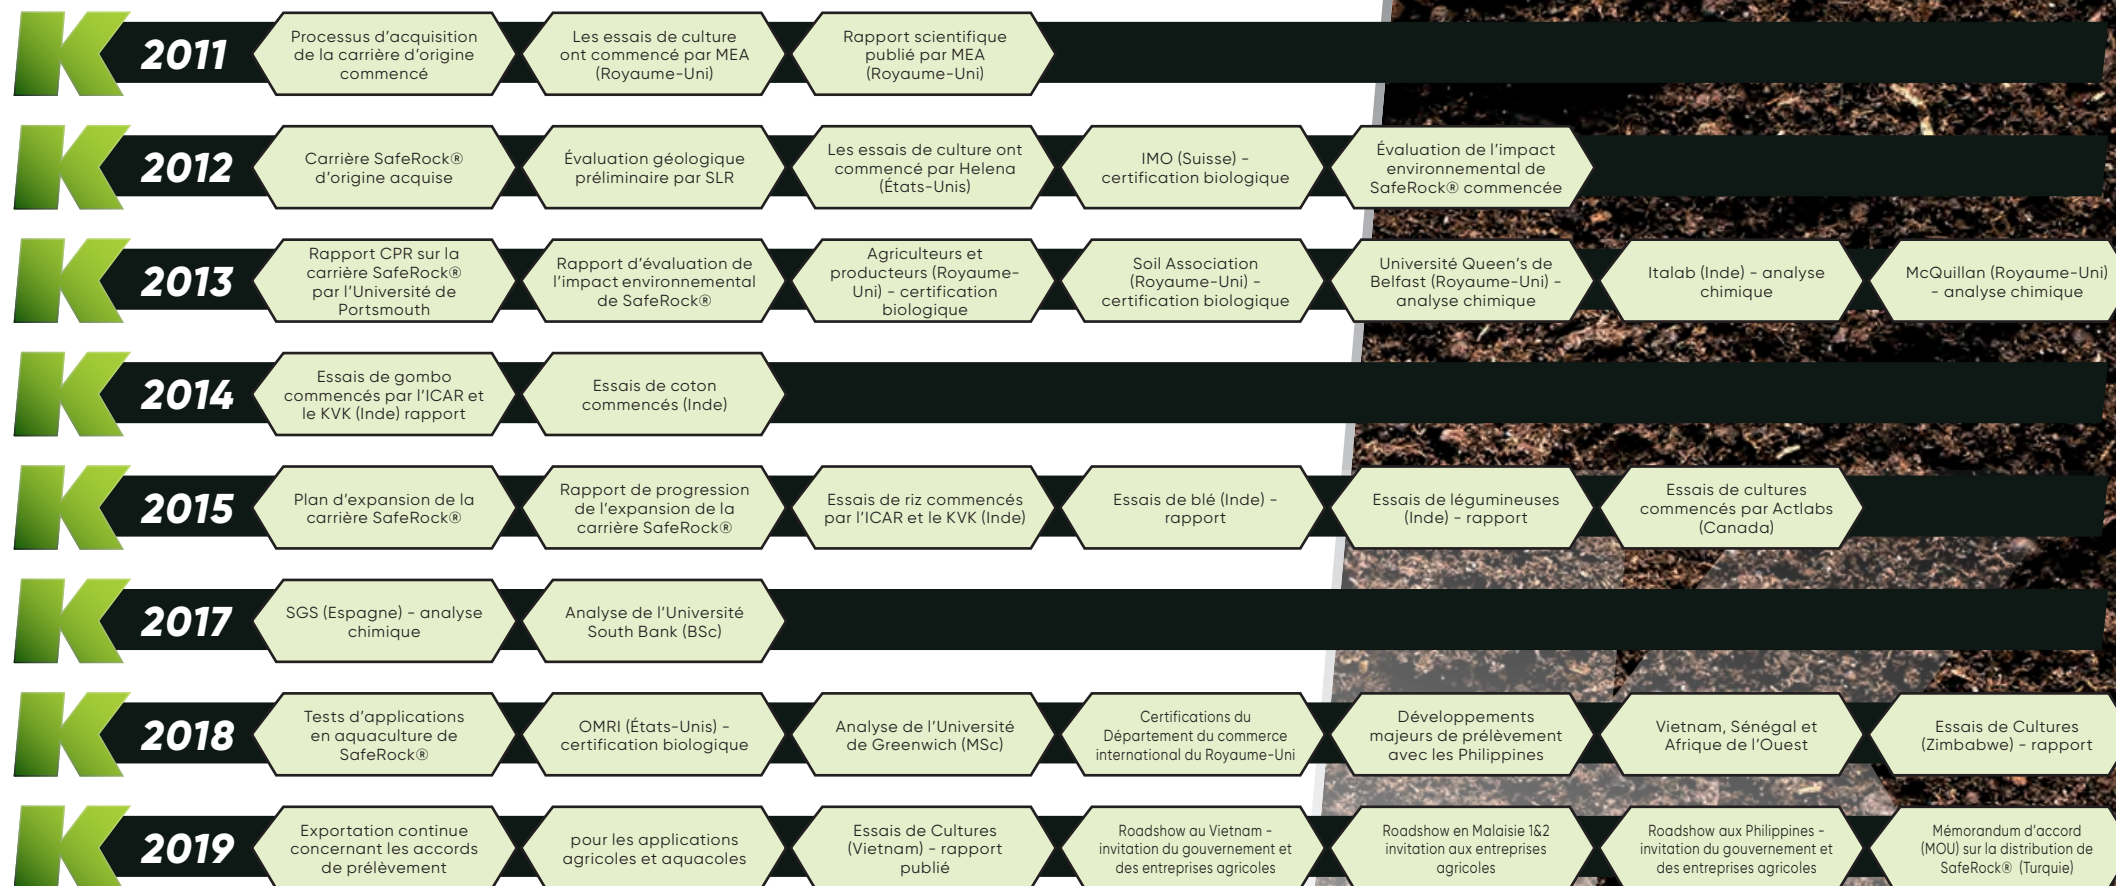 2011
Processus d'acquisition
de la carrière d'origine
commencé
Les essais de culture
ont commencé par MEA
(Royaume-Uni)
Rapport scientifique
publié par MEA
(Royaume-Uni)
2012
Carrière SafeRock®
d'origine acquise
Évaluation géologique
préliminaire par SLR
Les essais de culture ont
commencé par Helena
(États-Unis)
IMO (Suisse) -
certification biologique
Évaluation de l'impact
environnemental de
SafeRock® commencée
2013
Rapport CPR sur la
carrière SafeRock®
par l'Université de
Portsmouth
Rapport d'évaluation de
l'impact environnemental
de SafeRock®
Agriculteurs et
producteurs (Royaume-
Uni) - certification
biologique
Soil Association
(Royaume-Uni) -
certification biologique
Université Queen's de
Belfast (Royaume-Uni) -
analyse chimique
Italab (Inde) - analyse
chimique
McQuillan (Royaume-Uni)
- analyse chimique
2014
Essais de gombo
commencés par l'ICAR et
le KVK (Inde) rapport
Essais de coton
commencés (Inde)
2015
Plan d'expansion de la
carrière SafeRock®
Rapport de progression
de l'expansion de la
carrière SafeRock®
Essais de riz commencés
par l'ICAR et le KVK (Inde)
Essais de blé (Inde) -
rapport
Essais de légumineuses
(Inde) - rapport
Essais de cultures
commencés par Actlabs
(Canada)
2017
SGS (Espagne) - analyse
chimique
Analyse de l'Université
South Bank (BSc)
2018
Tests d'applications
en aquaculture de
SafeRock®
OMRI (États-Unis) -
certification biologique
Analyse de l'Université
de Greenwich (MSc)
Certifications du
Département du commerce
international du Royaume-Uni
Développements
majeurs de prélèvement
avec les Philippines
Vietnam, Sénégal et
Afrique de l'Ouest
Essais de Cultures
(Zimbabwe) - rapport
2019
Exportation continue
concernant les accords
de prélèvement
pour les applications
agricoles et aquacoles
Essais de Cultures
(Vietnam) - rapport
publié
Roadshow au Vietnam -
invitation du gouvernement et
des entreprises agricoles
Roadshow en Malaisie 1&2
invitation aux entreprises
agricoles
Roadshow aux Philippines -
invitation du gouvernement et
des entreprises agricoles
Mémorandum d'accord
(MOU) sur la distribution de
SafeRock® (Turquie)